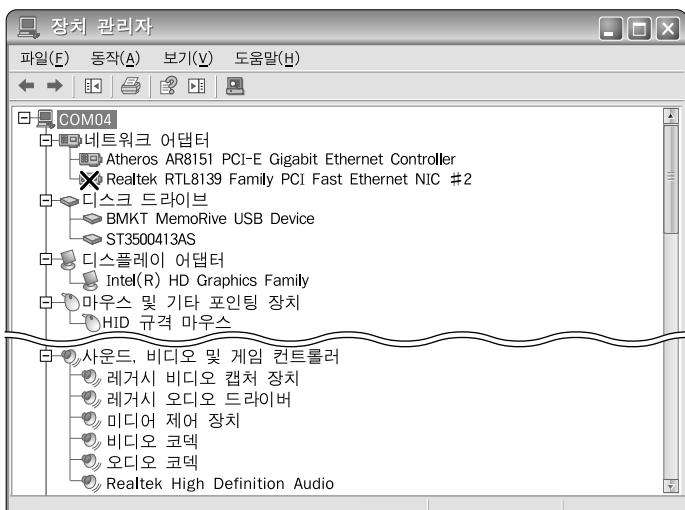 장치 관리자
파일(F) 동작(A) 보기(V) 도움말(H)
COM04
네트워크 어댑터
Atheros AR8151 PCI-E Gigabit Ethernet Controller
Realtek RTL8139 Family PCI Fast Ethernet NIC #2
디스크 드라이브
BMKT MemoRive USB Device
ST3500413AS
디스플레이 어댑터
Intel(R) HD Graphics Family
마우스 및 기타 포인팅 장치
HID 규격 마우스
사운드, 비디오 및 게임 컨트롤러
레거시 비디오 캡처 장치
레거시 오디오 드라이버
미디어 제어 장치
비디오 코덱
오디오 코덱
Realtek High Definition Audio